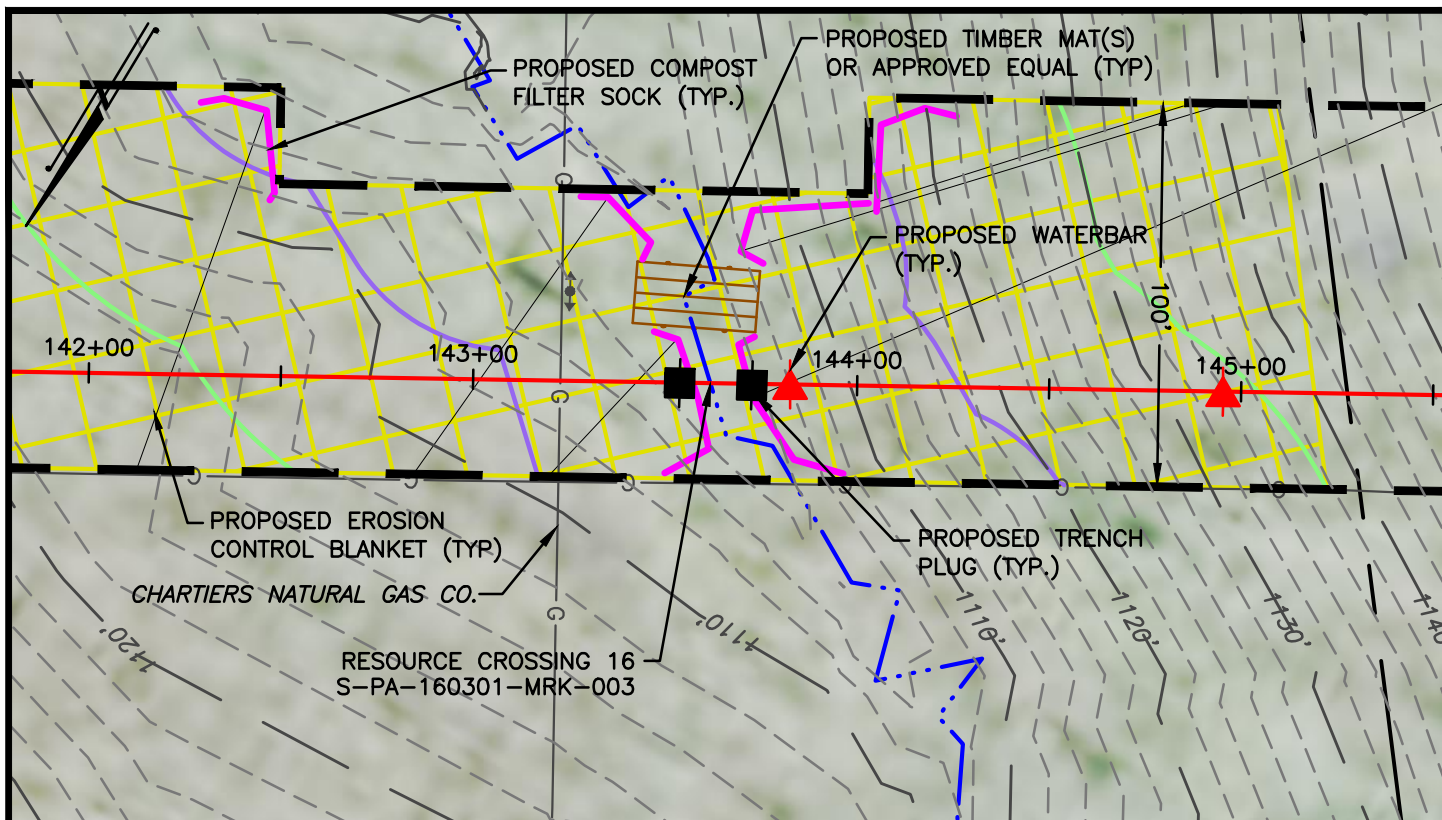 PROPOSED TIMBER MAT(S)
OR APPROVED EQUAL (TYP)
PROPOSED COMPOST
FILTER SOCK (TYP.)
G
PROPOSED WATERBAR
(TYP.)
100'
142+00
143+00
144+00
145+00
G
PROPOSED EROSION
CONTROL BLANKET (TYP)
PROPOSED TRENCH
PLUG (TYP.)
CHARTIERS NATURAL GAS CO.
G
1120'
1110'
1110'
1120'
1130'
1140
RESOURCE CROSSING 16
S-PA-160301-MRK-003